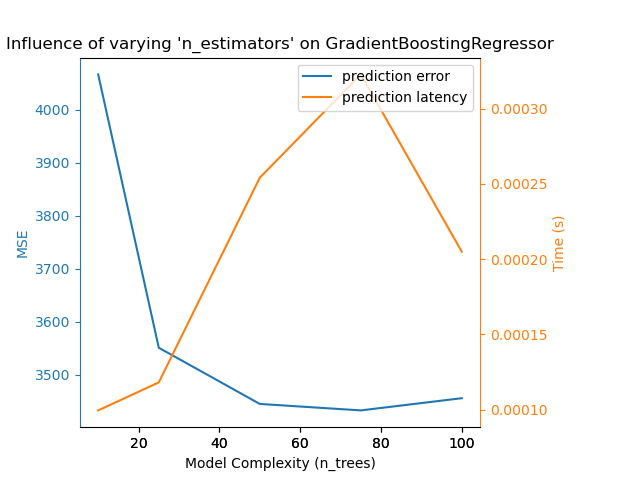 Influence of varying 'n_estimators' on GradientBoostingRegressor
prediction error
prediction latency
4000
3900
3800
3700
3600
3500
MSE
0.00030
0.00025
0.00020
0.00015
0.00010
Time (s)
20 40 60 80 100
Model Complexity (n_trees)